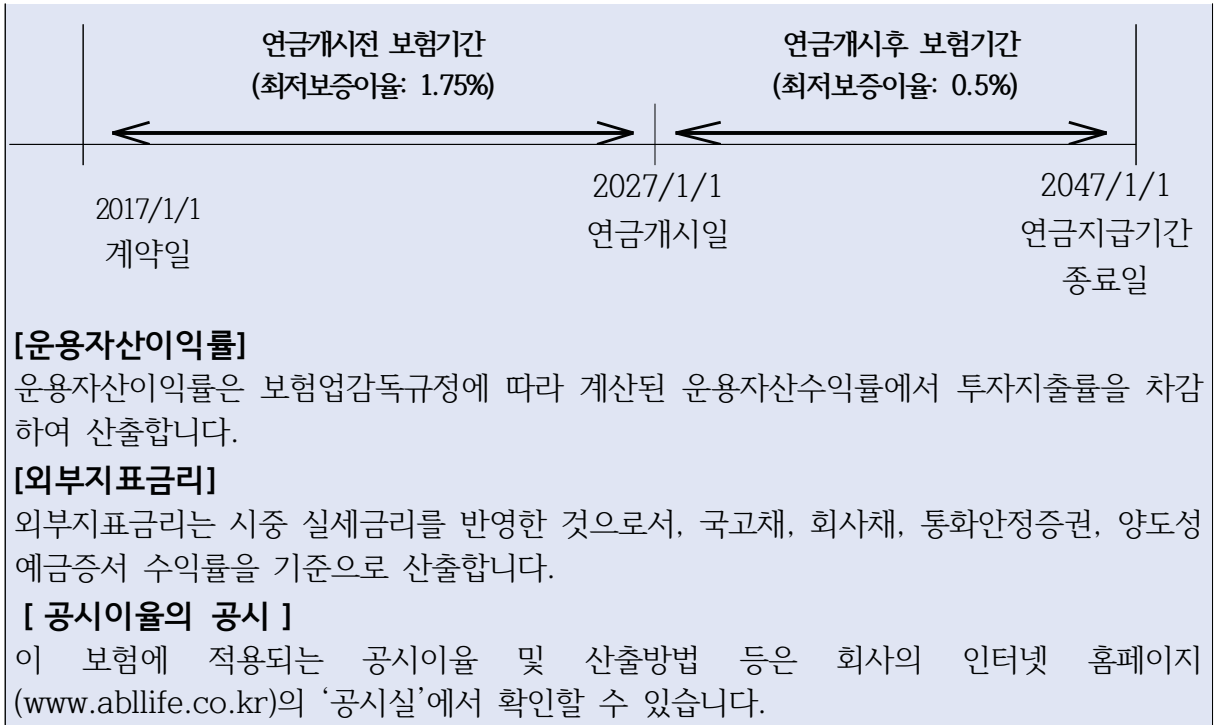 연금개시전 보험기간 연금개시후 보험기간
(최저보증이율: 1.75%) (최저보증이율: 0.5%)
2017/1/1 2027/1/1 2047/1/1
계약일 연금개시일 연금지급기간
종료일
[운용자산이익률]
운용자산이익률은 보험업감독규정에 따라 계산된 운용자산수익률에서 투자지출률을 차감
하여 산출합니다.
[외부지표금리]
외부지표금리는 시중 실세금리를 반영한 것으로서, 국고채, 회사채, 통화안정증권, 양도성
예금증서 수익률을 기준으로 산출합니다.
[ 공시이율의 공시 ]
이 보험에 적용되는 공시이율 및 산출방법 등은 회사의 인터넷 홈페이지
(www.abllife.co.kr)의 ‘공시실’에서 확인할 수 있습니다.